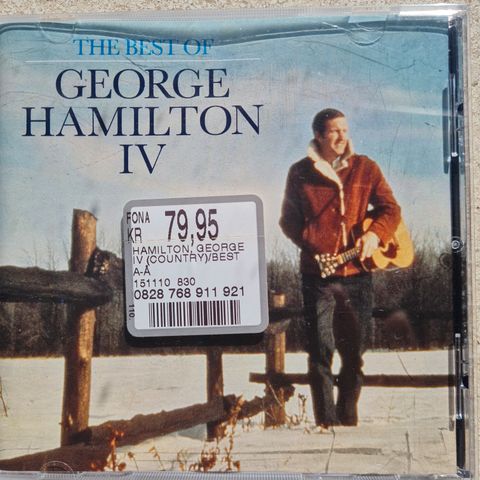 THE BEST OF
GEORGE
HAMILTON
IV
FONA
KR 79,95
HAMILTON, GEORGE
IV (COUNTRY)/BEST
A-Å
151110 830
0828 768 911 921